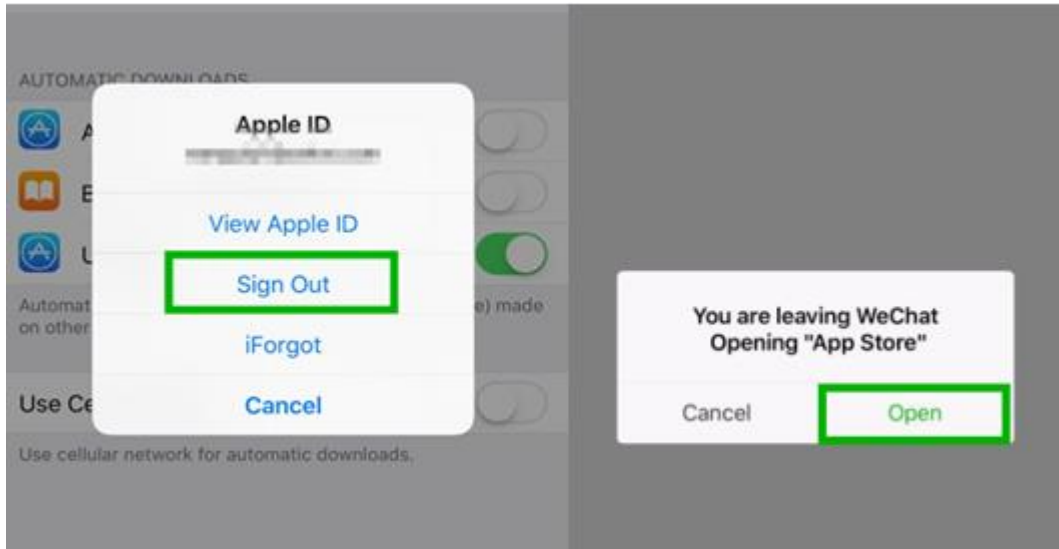 AUTOMATIC DOWNLOADS
Apple ID
View Apple ID
Sign Out
iForgot
Cancel
A
B
U
Automat
e) made
on other
Use Ce
Use cellular network for automatic downloads.
You are leaving WeChat
Opening "App Store"
Cancel
Open